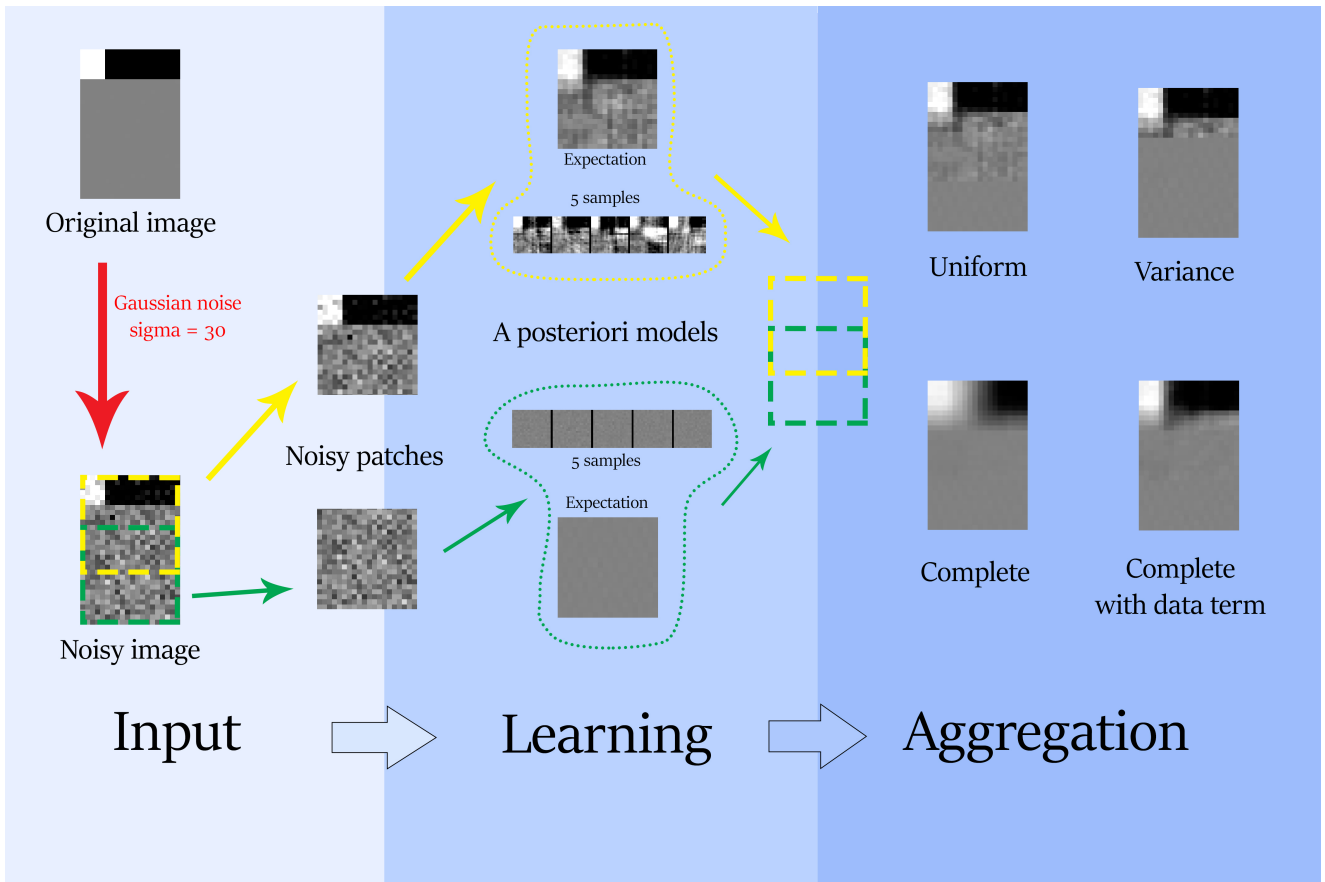 Original image
Gaussian noise
sigma = 30
Noisy image
Noisy patches
Expectation
5 samples
A posteriori models
5 samples
Expectation
Uniform
Variance
Complete
Complete
with data term
Input
Learning
Aggregation